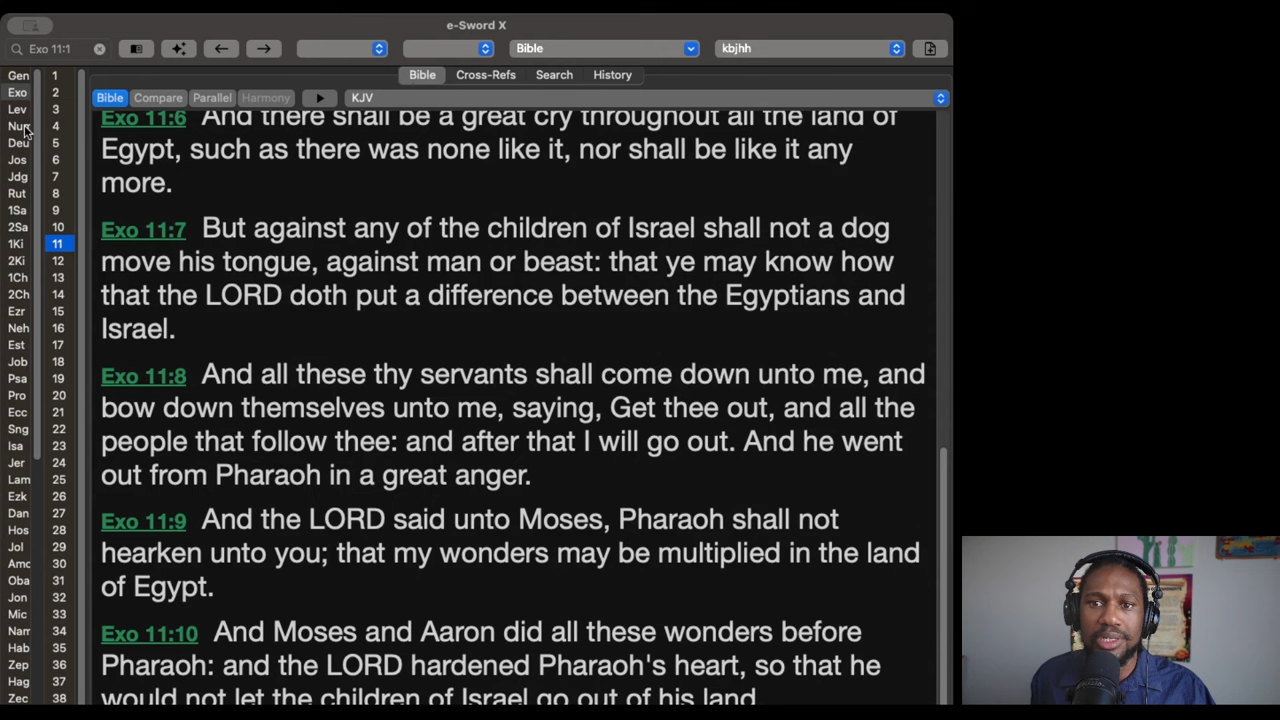 e-Sword X
Exo 11:1
Bible
kbjhh
Bible Cross-Refs Search History
Bible Compare Parallel Harmony
KJV
Gen 1
Exo 2
Lev 3
Num 4
Deu 5
Jos 6
Jdg 7
Rut 8
1Sa 9
2Sa 10
1Ki 11
2Ki 12
1Ch 13
2Ch 14
Ezr 15
Neh 16
Est 17
Job 18
Psa 19
Pro 20
Ecc 21
Sng 22
Isa 23
Jer 24
Lam 25
Ezk 26
Dan 27
Hos 28
Jol 29
Amo 30
Oba 31
Jon 32
Mic 33
Nam 34
Hab 35
Zep 36
Hag 37
Zec 38
Exo 11:6 And there shall be a great cry throughout all the land of
Egypt, such as there was none like it, nor shall be like it any
more.
Exo 11:7 But against any of the children of Israel shall not a dog
move his tongue, against man or beast: that ye may know how
that the LORD doth put a difference between the Egyptians and
Israel.
Exo 11:8 And all these thy servants shall come down unto me, and
bow down themselves unto me, saying, Get thee out, and all the
people that follow thee: and after that I will go out. And he went
out from Pharaoh in a great anger.
Exo 11:9 And the LORD said unto Moses, Pharaoh shall not
hearken unto you; that my wonders may be multiplied in the land
of Egypt.
Exo 11:10 And Moses and Aaron did all these wonders before
Pharaoh: and the LORD hardened Pharaoh's heart, so that he
would not let the children of Israel go out of his land